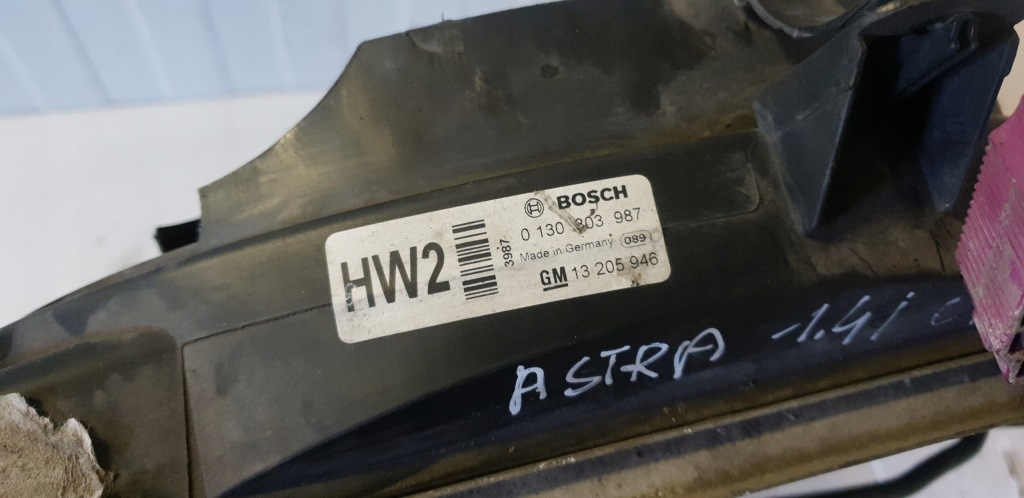 BOSCH
0 130 303 987
Made in Germany 089
GM 13 205 946
HW2
3987
ASTRA -1.4i